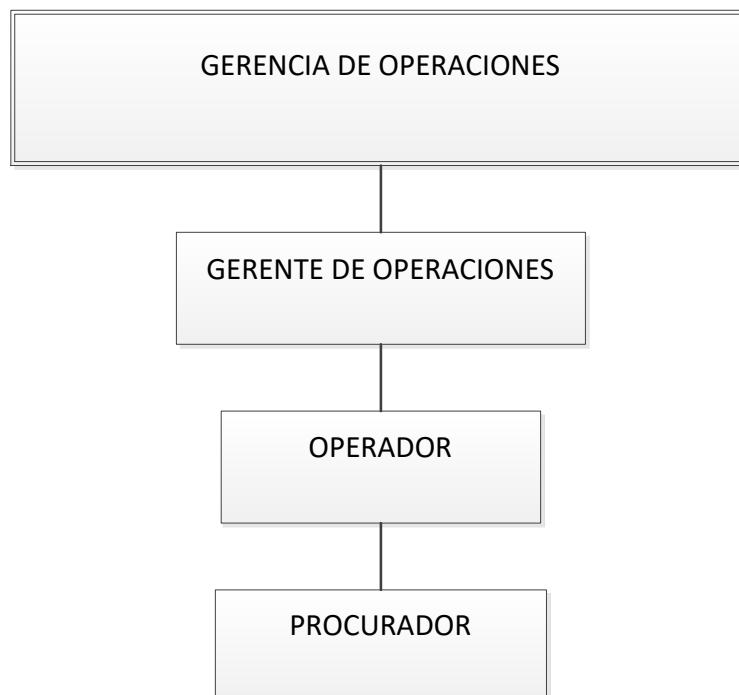 GERENCIA DE OPERACIONES
GERENTE DE OPERACIONES
OPERADOR
PROCURADOR